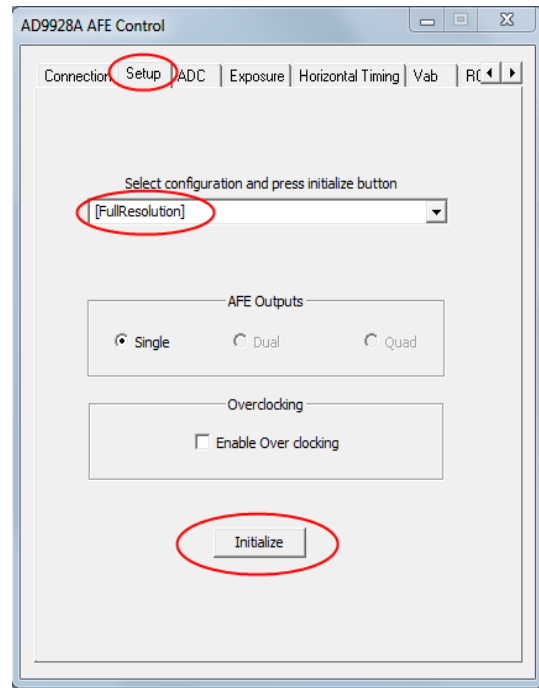 AD9928A AFE Control
Connection Setup ADC Exposure Horizontal Timing Vab
Select configuration and press initialize button
[FullResolution]
AFE Outputs
Single Dual Quad
Overclocking
Enable Over clocking
Initialize